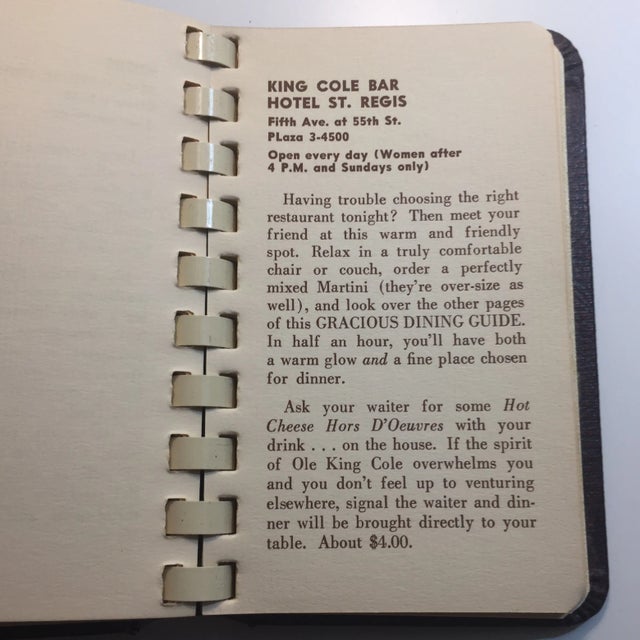 KING COLE BAR
HOTEL ST. REGIS
Fifth Ave. at 55th St.
PLaza 3-4500
Open every day (Women after
4 P.M. and Sundays only)
Having trouble choosing the right
restaurant tonight? Then meet your
friend at this warm and friendly
spot. Relax in a truly comfortable
chair or couch, order a perfectly
mixed Martini (they're over-size as
well), and look over the other pages
of this GRACIOUS DINING GUIDE.
In half an hour, you'll have both
a warm glow and a fine place chosen
for dinner.
Ask your waiter for some Hot
Cheese Hors D'Oeuvres with your
drink . . . on the house. If the spirit
of Ole King Cole overwhelms you
and you don't feel up to venturing
elsewhere, signal the waiter and din-
ner will be brought directly to your
table. About $4.00.